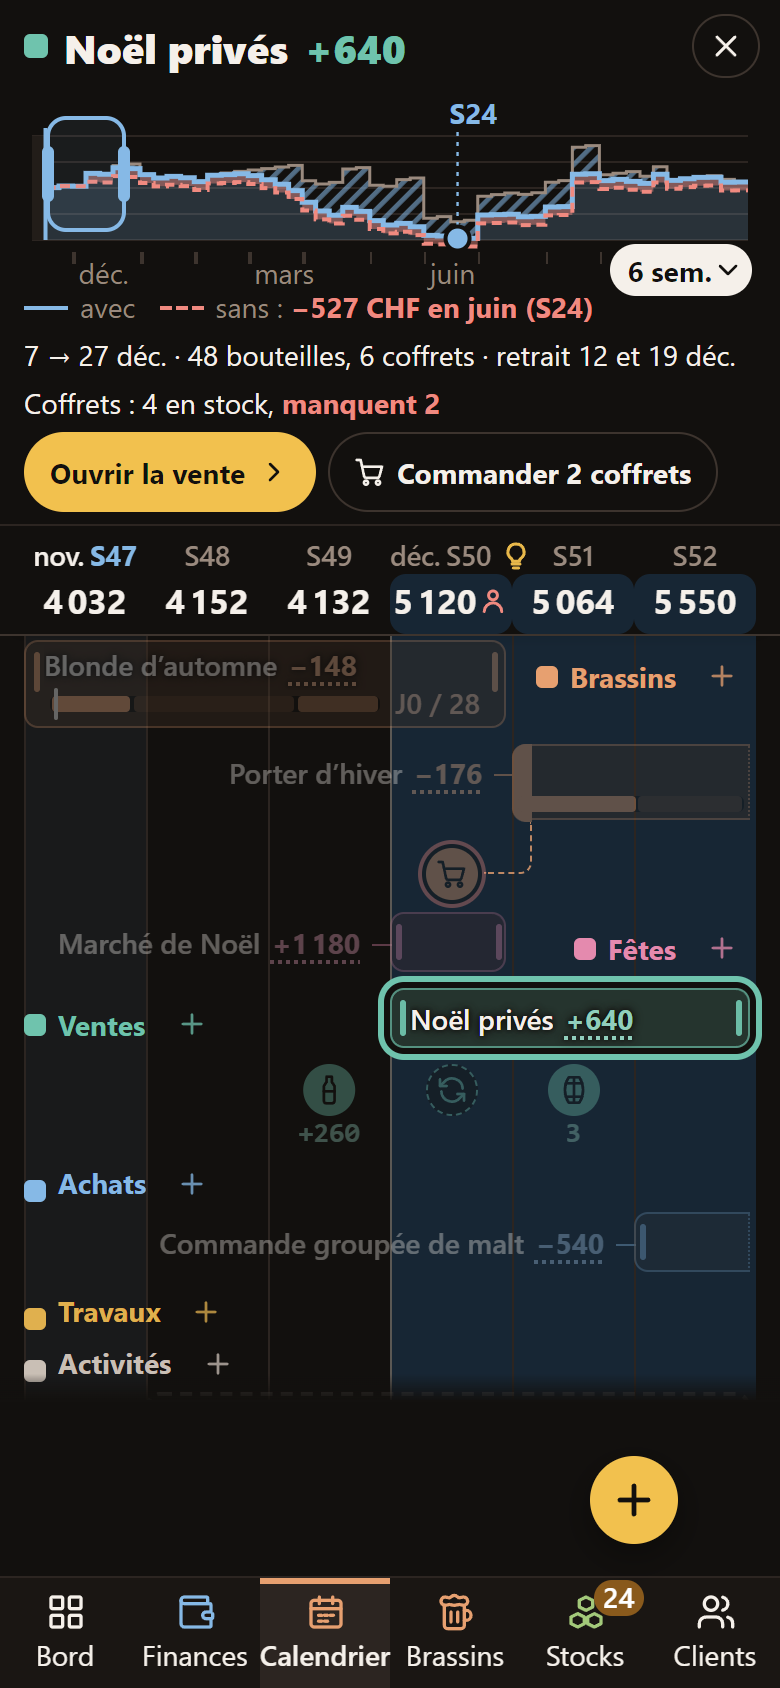 Noël privés +640
S24
déc. mars juin
6 sem.
avec sans : −527 CHF en juin (S24)
7 → 27 déc. · 48 bouteilles, 6 coffrets · retrait 12 et 19 déc.
Coffrets : 4 en stock, manquent 2
Ouvrir la vente
Commander 2 coffrets
nov. S47 S48 S49 déc. S50 S51 S52
4 032 4 152 4 132 5 120 5 064 5 550
Blonde d’automne −148
J0 / 28
Brassins +
Porter d’hiver −176
Marché de Noël +1 180
Fêtes +
Noël privés +640
Ventes +
+260
3
Achats +
Commande groupée de malt −540
Travaux +
Activités +
+
24
Bord Finances Calendrier Brassins Stocks Clients